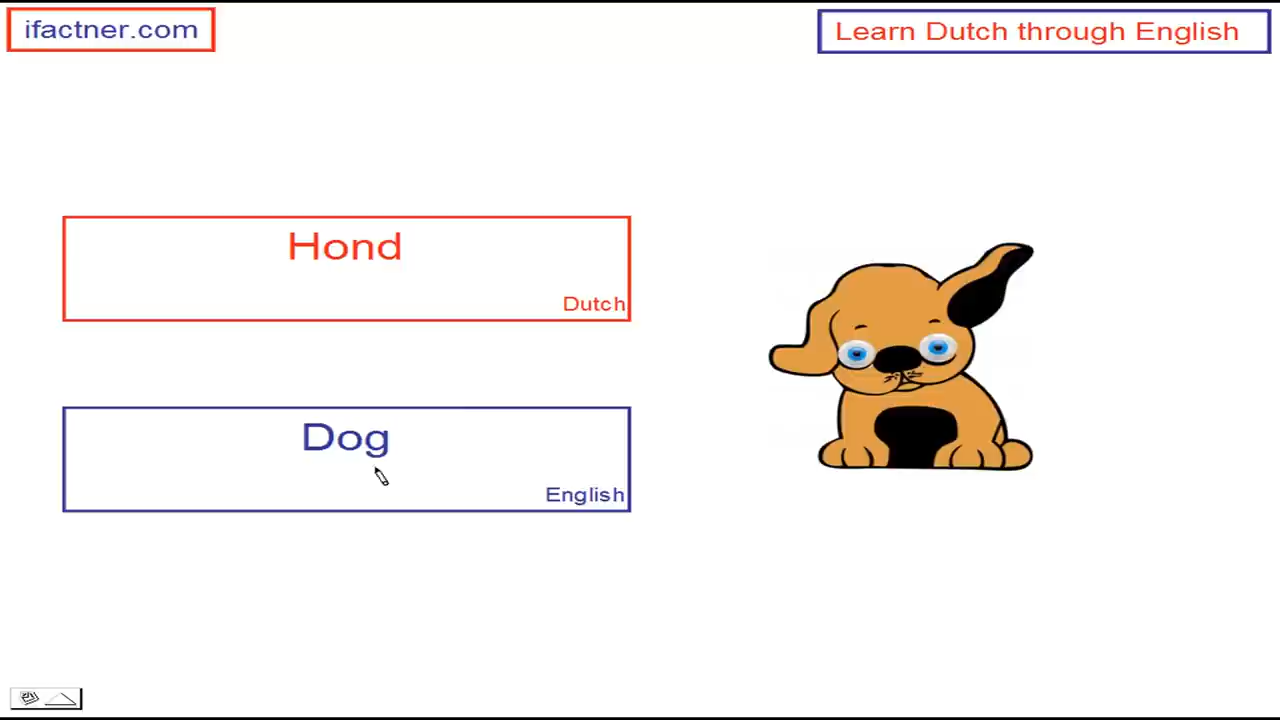 ifactner.com
Learn Dutch through English
Hond
Dutch
Dog
English